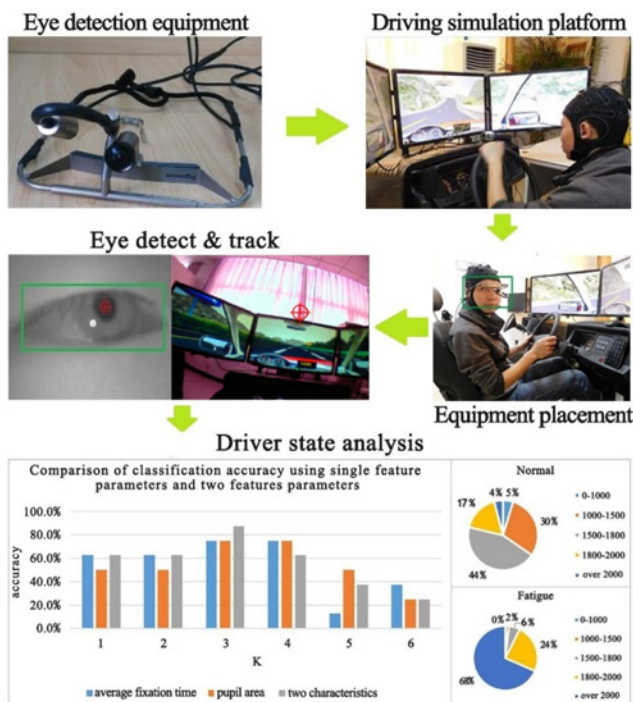 Eye detection equipment
Driving simulation platform
Eye detect & track
Equipment placement
Driver state analysis
Comparison of classification accuracy using single feature
parameters and two features parameters
100.0%
80.0%
60.0%
40.0%
20.0%
0.0%
accuracy
1 2 3 4 5 6
K
average fixation time pupil area two characteristics
Normal
4% 5%
17%
30%
44%
0-1000
1000-1500
1500-1800
1800-2000
over 2000
Fatigue
0% 2% 6%
24%
68%
0-1000
1000-1500
1500-1800
1800-2000
over 2000